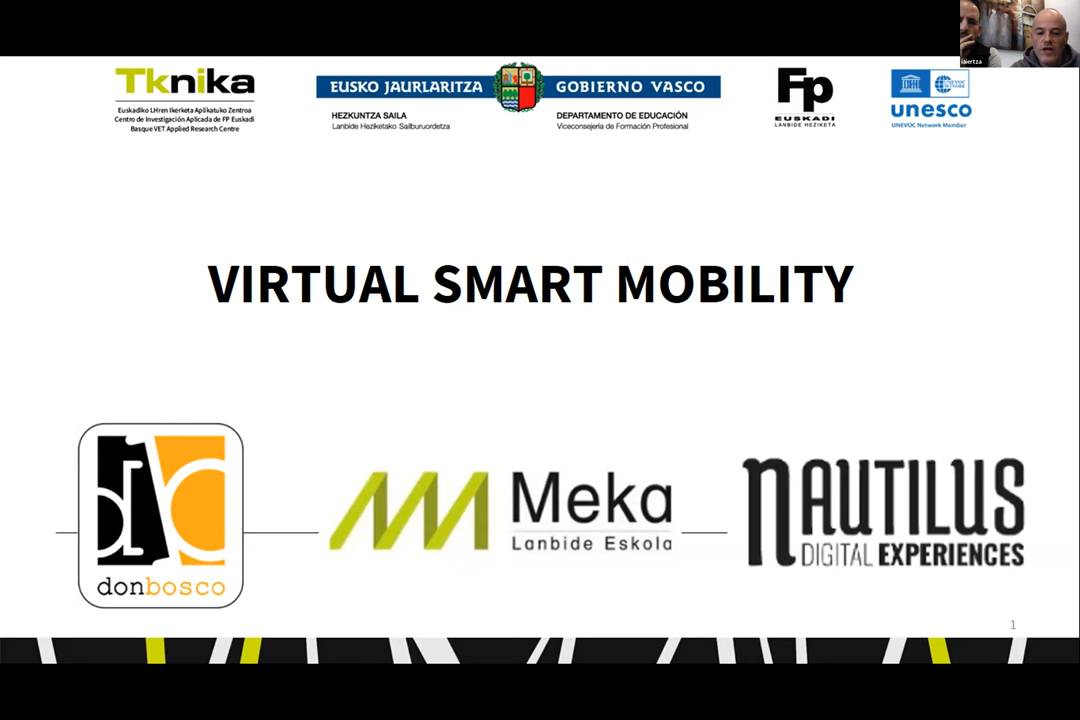 Tknika
Euskadiko LHren Ikerketa Aplikatuko Zentroa
Centro de Investigación Aplicada de FP Euskadi
Basque VET Applied Research Centre
EUSKO JAURLARITZA
GOBIERNO VASCO
HEZKUNTZA SAILA
Lanbide Heziketako Sailburuordetza
DEPARTAMENTO DE EDUCACIÓN
Viceconsejería de Formación Profesional
Fp
EUSKADI
LANBIDE HEZIKETA
unesco
UNEVOC Network Member
VIRTUAL SMART MOBILITY
donbosco
Meka
Lanbide Eskola
NAUTILUS
DIGITAL EXPERIENCES
1